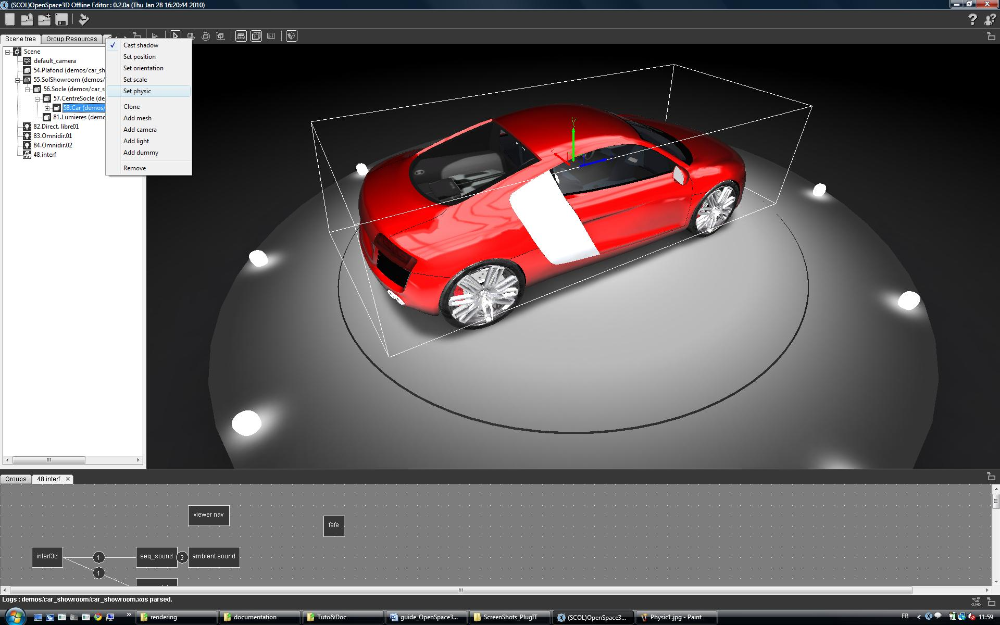 (SCOL)OpenSpace3D Offline Editor : 0.2.0a (Thu Jan 28 16:20:44 2010)
Scene tree
Group Resources
Scene
default_camera
54.Plafond (demos/car_sh
55.SolShowroom (demos/
56.Socle (demos/car_s
57.CentreSocle (de
58.Car (demos/
81.Lumieres (demo
82.Direct. libre01
83.Omnidir.01
84.Omnidir.02
48.interf
Cast shadow
Set position
Set orientation
Set scale
Set physic
Clone
Add mesh
Add camera
Add light
Add dummy
Remove
Y
Groups
48.interf
viewer nav
fefe
interf3d
1
seq_sound
2
ambient sound
1
Logs : demos/car_showroom/car_showroom.xos parsed.
<LOG>
rendering
documentation
Tuto&Doc
guide_OpenSpace3...
ScreenShots_PlugIT
(SCOL)OpenSpace3...
Physic1.jpg - Paint
FR
11:59